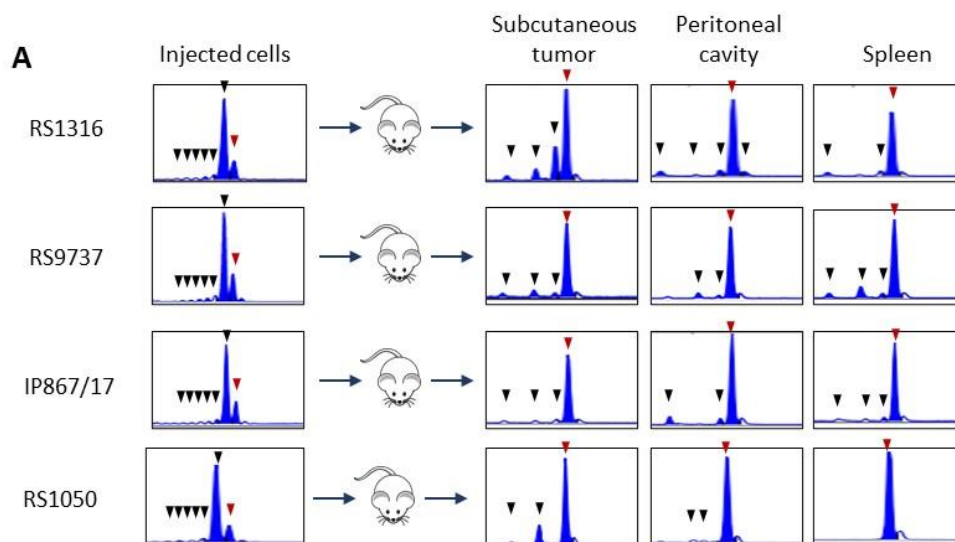 A
Injected cells
Subcutaneous
tumor
Peritoneal
cavity
Spleen
RS1316
RS9737
IP867/17
RS1050